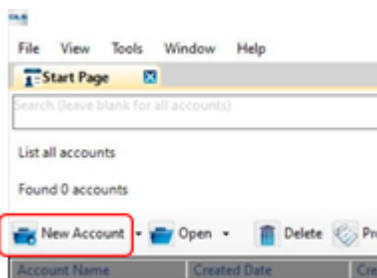 File View Tools Window Help
Start Page
Search (leave blank for all accounts)
List all accounts
Found 0 accounts
New Account Open Delete
Account Name Created Date